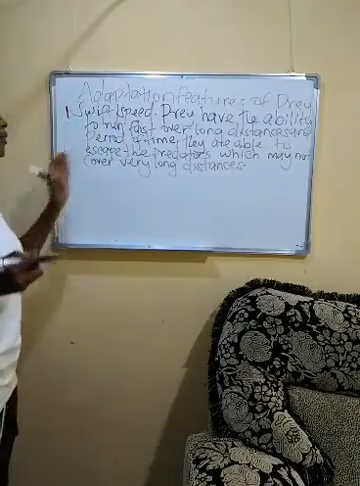 Adaptation features of Prey
1 Swift speed. Prey have the ability
to run fast over long distances and
Period of time, They are able to
escape the predators which may not
cover very long distances.